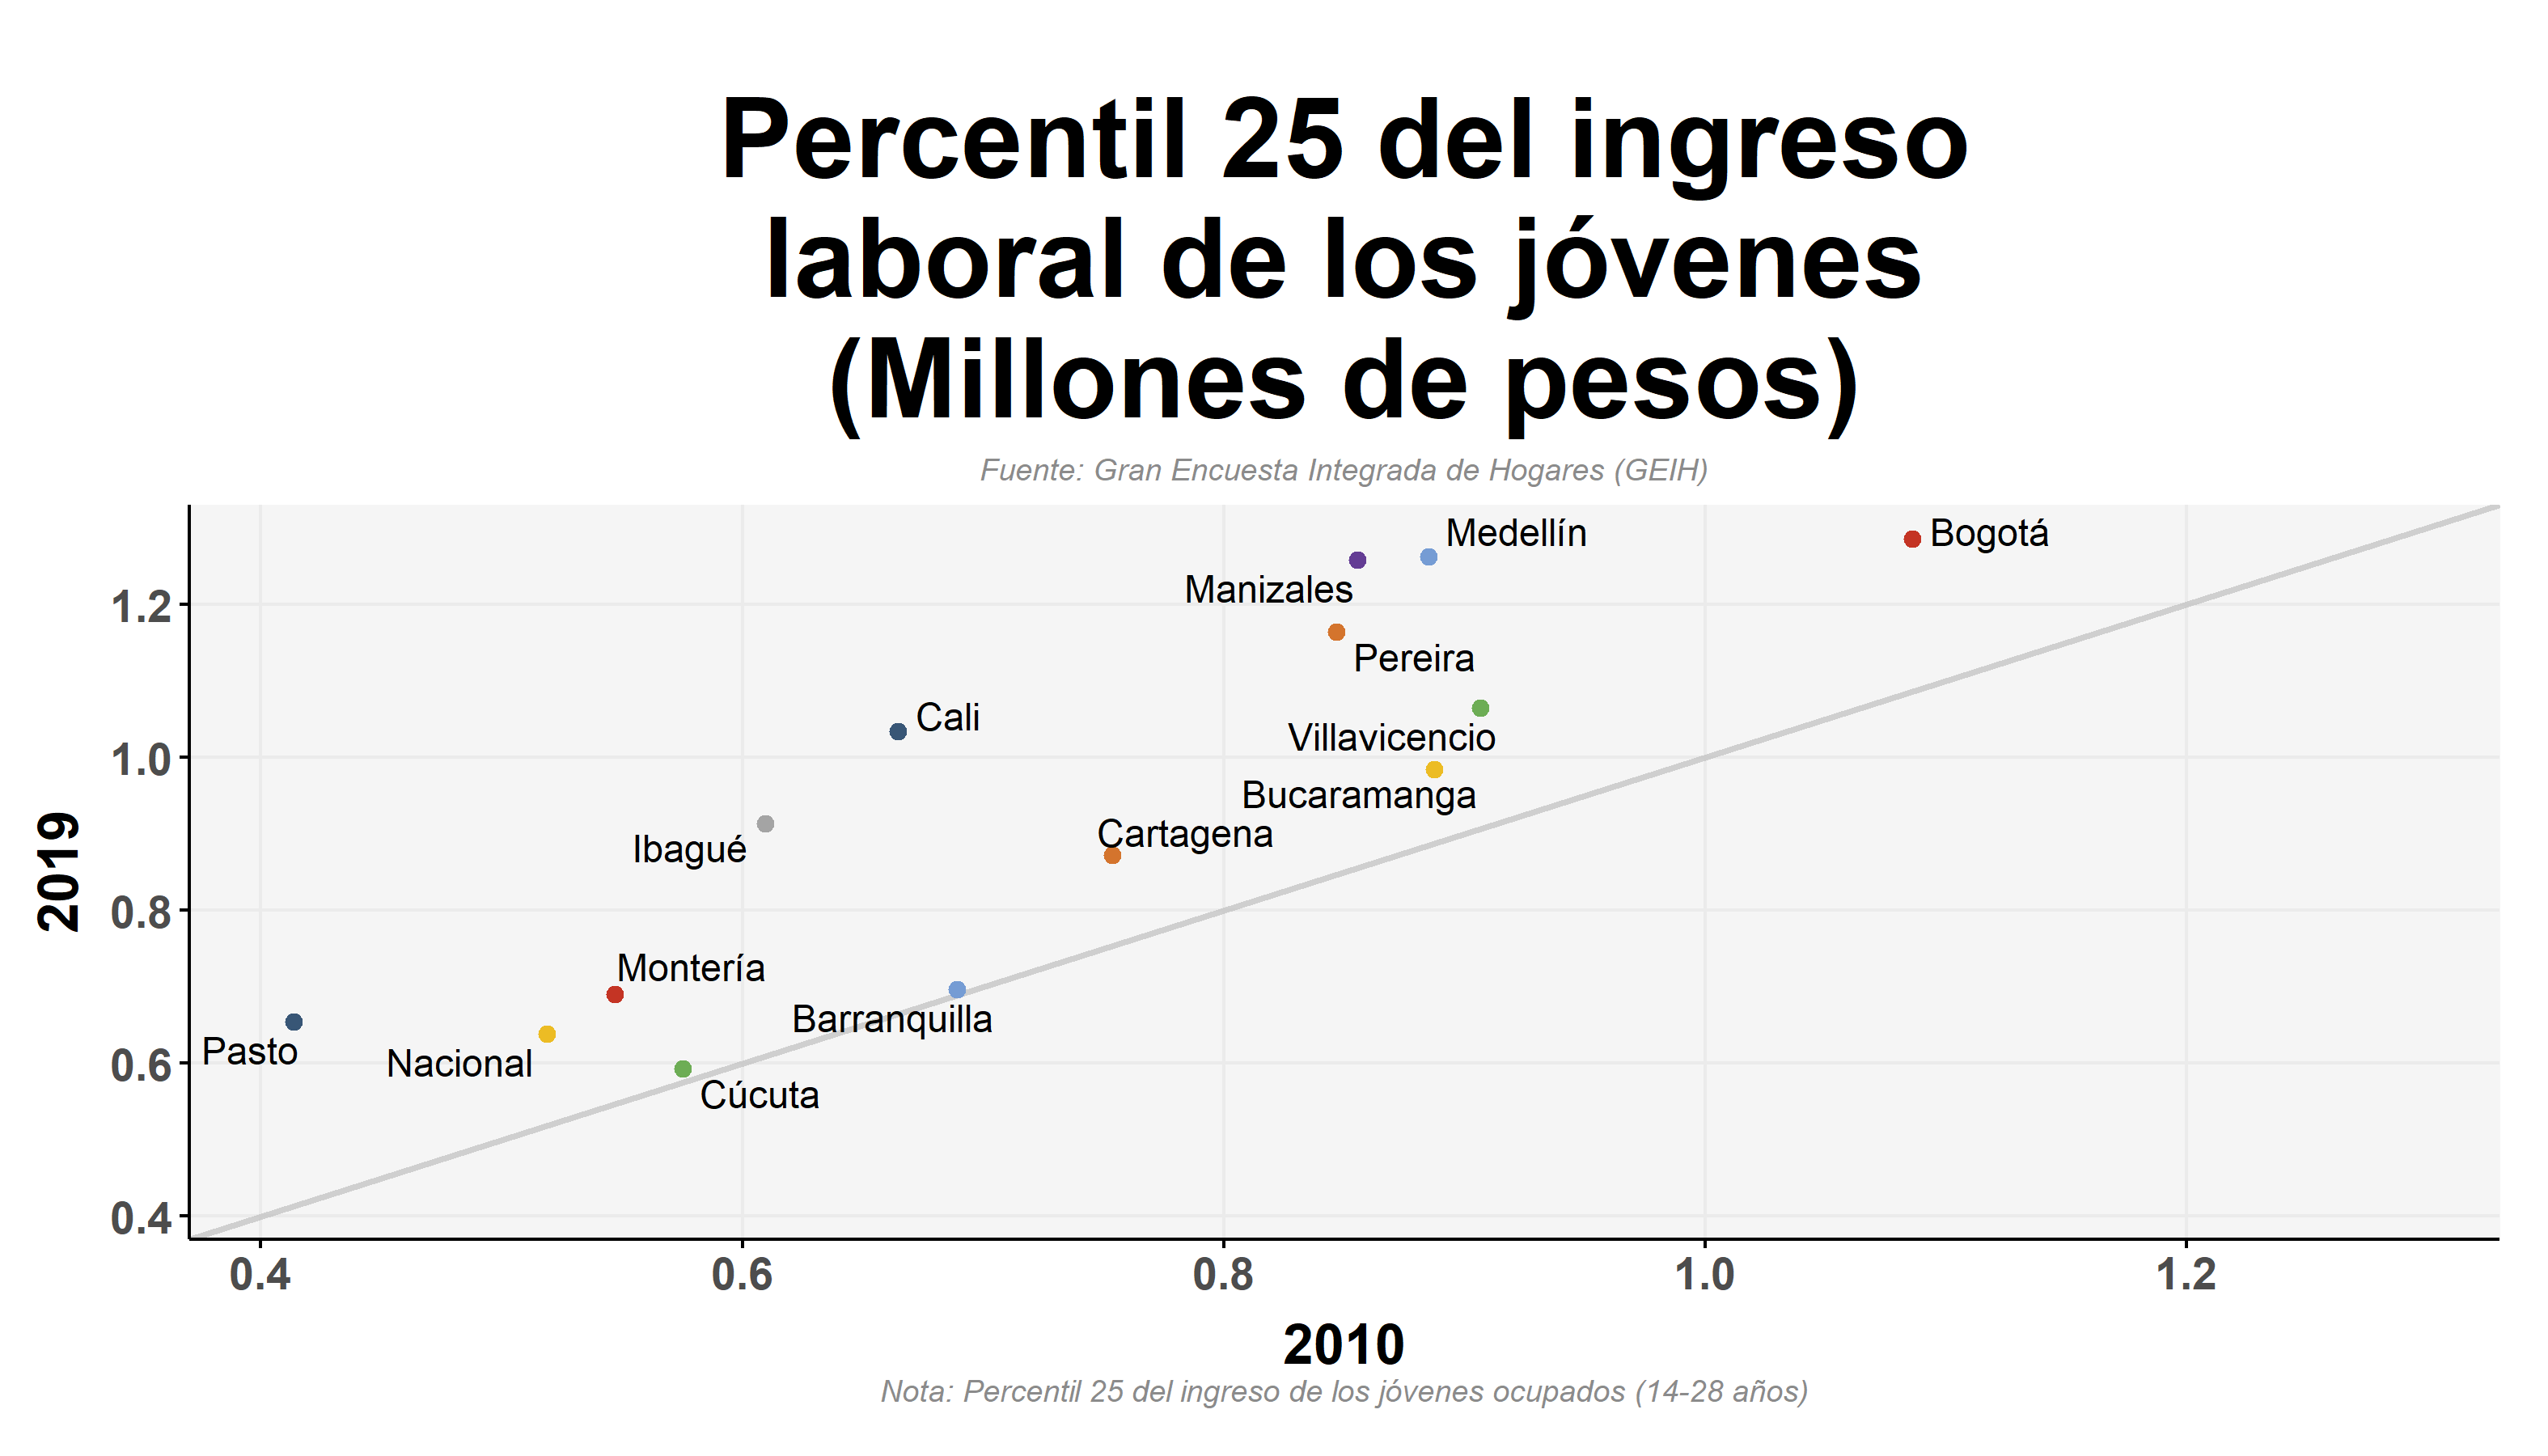 Percentil 25 del ingreso
laboral de los jóvenes
(Millones de pesos)
Fuente: Gran Encuesta Integrada de Hogares (GEIH)
Medellín
Bogotá
Manizales
1.2
Pereira
Cali
Villavicencio
1.0
Bucaramanga
Cartagena
Ibagué
2019
0.8
Montería
Barranquilla
Pasto
Nacional
0.6
Cúcuta
0.4
0.4 0.6 0.8 1.0 1.2
2010
Nota: Percentil 25 del ingreso de los jóvenes ocupados (14-28 años)